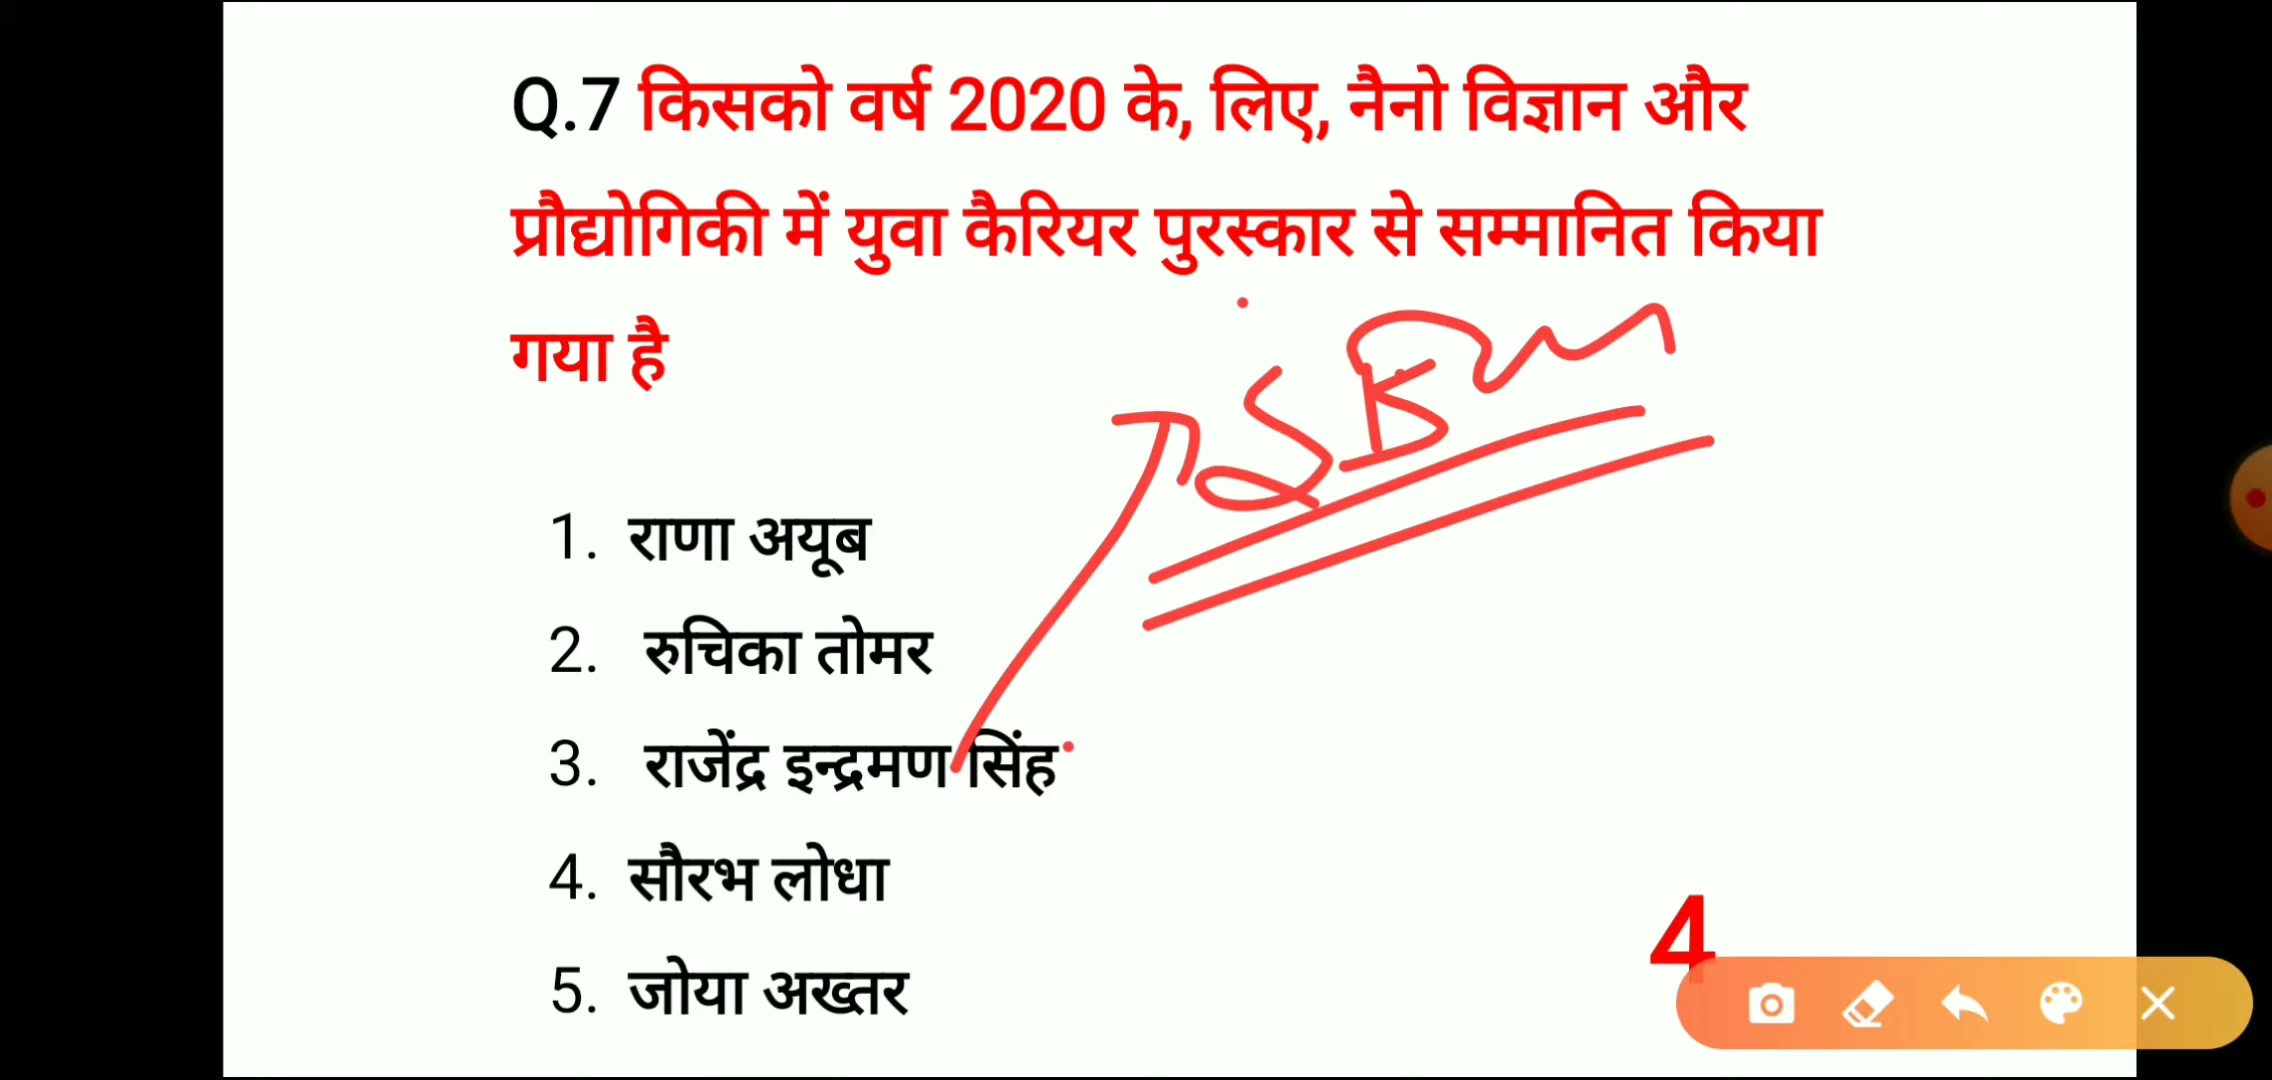 Q.7 किसको वर्ष 2020 के, लिए, नैनो विज्ञान और
प्रौद्योगिकी में युवा कैरियर पुरस्कार से सम्मानित किया
गया है
1. राणा अयूब
2. रुचिका तोमर
3. राजेंद्र इन्द्रमण सिंह
4. सौरभ लोधा
5. जोया अख्तर
4